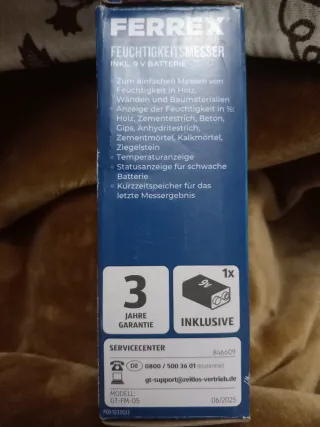 FERREX
FEUCHTIGKEITSMESSER
INKL. 9 V BATTERIE
- Zum einfachen Messen von
Feuchtigkeit in Holz,
Wänden und Baumaterialien
- Anzeige der Feuchtigkeit in %:
Holz, Zementestrich, Beton,
Gips, Anhydritestrich,
Zementmörtel, Kalkmörtel,
Ziegelstein
- Temperaturanzeige
- Statusanzeige für schwache
Batterie
- Kurzzeitspeicher für das
letzte Messergebnis
3
JAHRE
GARANTIE
1x
9V
INKLUSIVE
SERVICECENTER
846609
DE 0800 / 500 36 01 (kostenfrei)
gt-support@zeitlos-vertrieb.de
MODELL:
GT-FM-05
06/2025